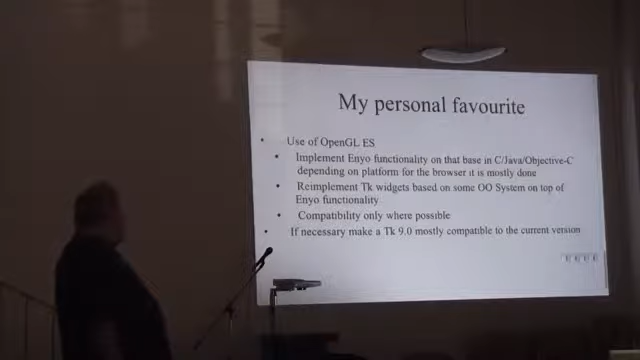 My personal favourite
• Use of OpenGL ES
• Implement Enyo functionality on that base in C/Java/Objective-C
depending on platform for the browser it is mostly done
• Reimplement Tk widgets based on some OO System on top of
Enyo functionality
• Compatibility only where possible
• If necessary make a Tk 9.0 mostly compatible to the current version